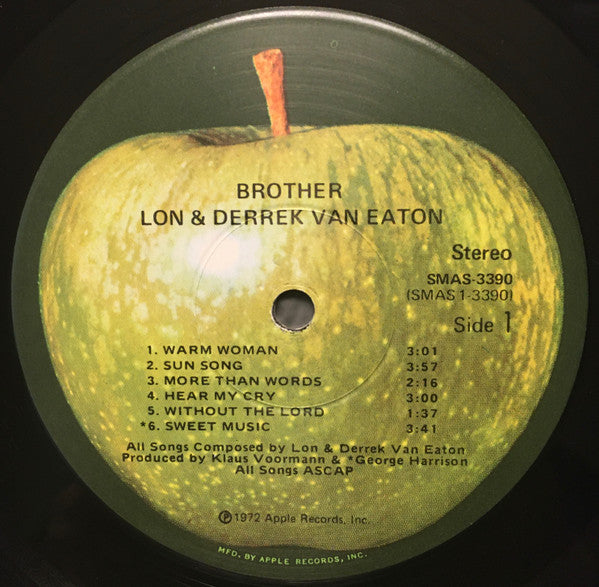 BROTHER
LON & DERREK VAN EATON
Stereo
SMAS-3390
(SMAS 1-3390)
Side 1
1. WARM WOMAN 3:01
2. SUN SONG 3:57
3. MORE THAN WORDS 2:16
4. HEAR MY CRY 3:00
5. WITHOUT THE LORD 1:37
*6. SWEET MUSIC 3:41
All Songs Composed by Lon & Derrek Van Eaton
Produced by Klaus Voormann & *George Harrison
All Songs ASCAP
℗1972 Apple Records, Inc.
MFD. BY APPLE RECORDS, INC.